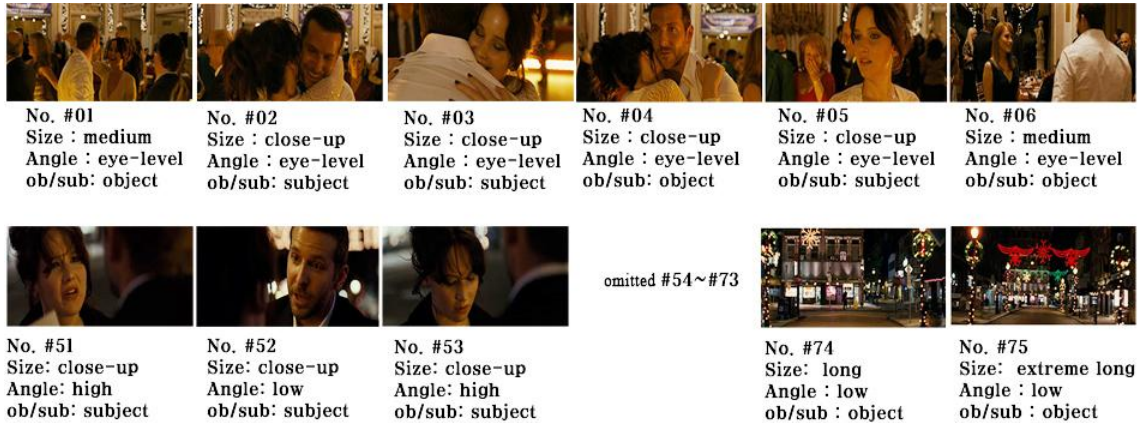 No. #01
Size : medium
Angle : eye-level
ob/sub: object
No. #02
Size : close-up
Angle : eye-level
ob/sub: subject
No. #03
Size : close-up
Angle : eye-level
ob/sub: subject
No. #04
Size : close-up
Angle : eye-level
ob/sub: object
No. #05
Size : close-up
Angle : eye-level
ob/sub: subject
No. #06
Size : medium
Angle : eye-level
ob/sub: object
No. #51
Size: close-up
Angle: high
ob/sub: subject
No. #52
Size: close-up
Angle: low
ob/sub: subject
No. #53
Size: close-up
Angle: high
ob/sub: subject
omitted #54~#73
No. #74
Size: long
Angle : low
ob/sub : object
No. #75
Size: extreme long
Angle : low
ob/sub : object